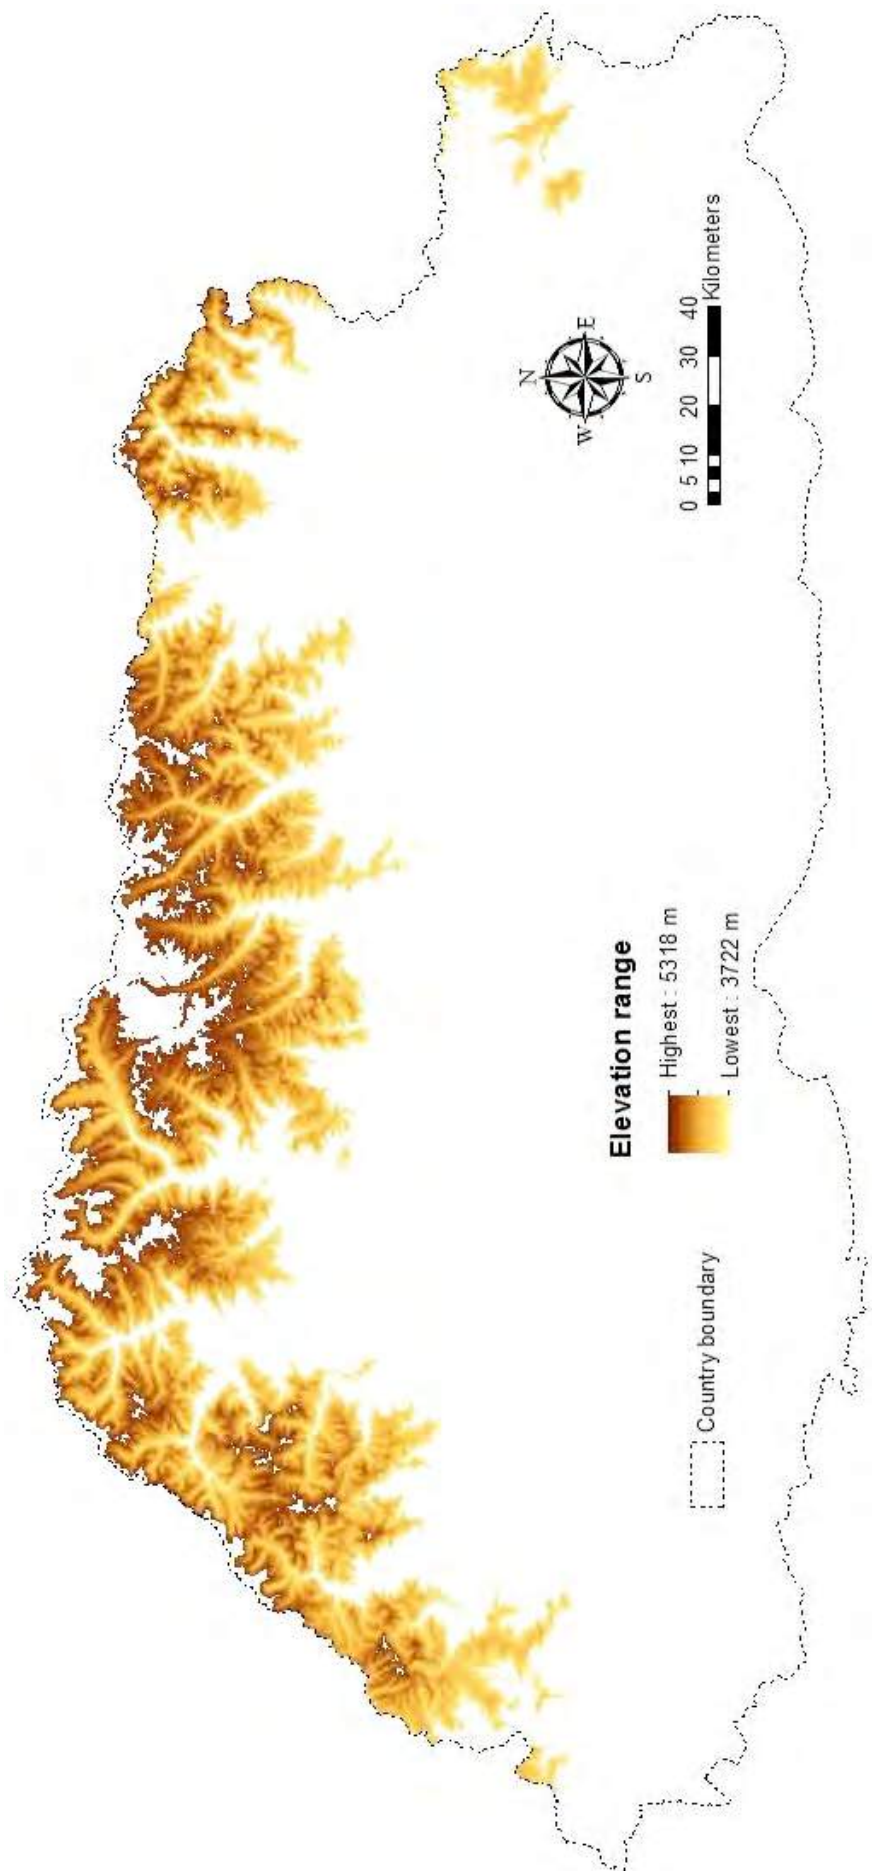 N
W
E
S
0 5 10 20 30 40
Kilometers
Elevation range
Highest : 5318 m
Lowest : 3722 m
Country boundary